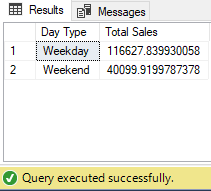 Results Messages
Day Type Total Sales
1 Weekday 116627.839930058
2 Weekend 40099.9199787378
Query executed successfully.